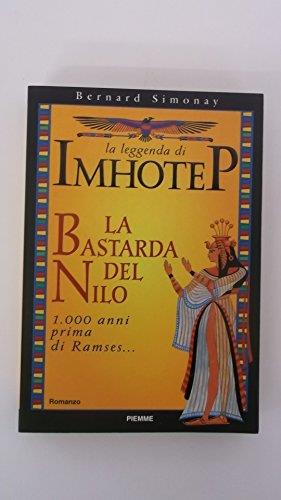 Bernard Simonay
la leggenda di
IMHOTEP
LA
BASTARDA
DEL
NILO
1.000 anni
prima
di Ramses...
Romanzo
PIEMME